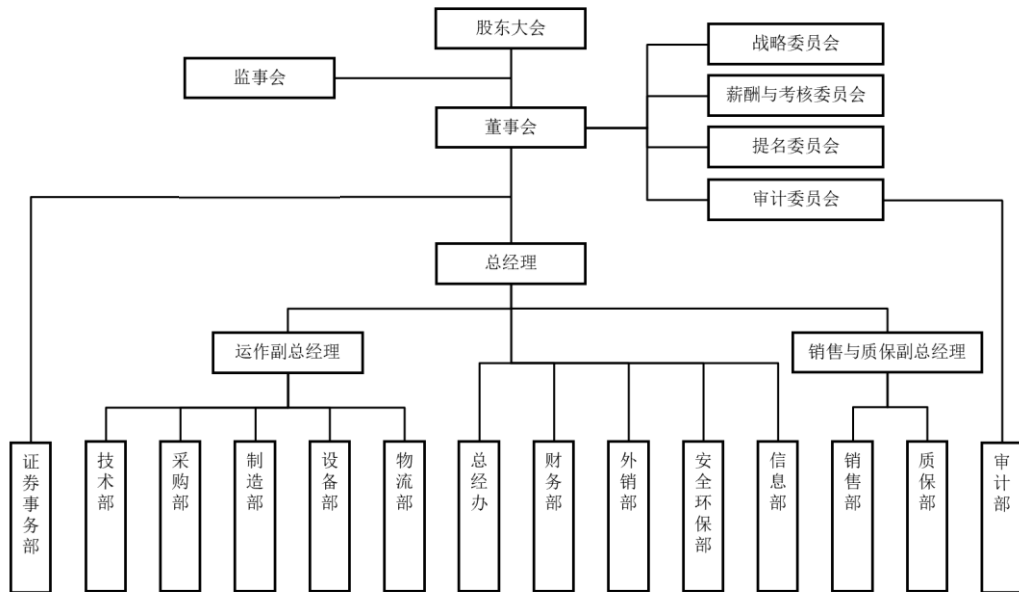 股东大会
战略委员会
监事会
薪酬与考核委员会
董事会
提名委员会
审计委员会
总经理
运作副总经理
销售与质保副总经理
证券事务部
技术部
采购部
制造部
设备部
物流部
总经办
财务部
外销部
安全环保部
信息部
销售部
质保部
审计部